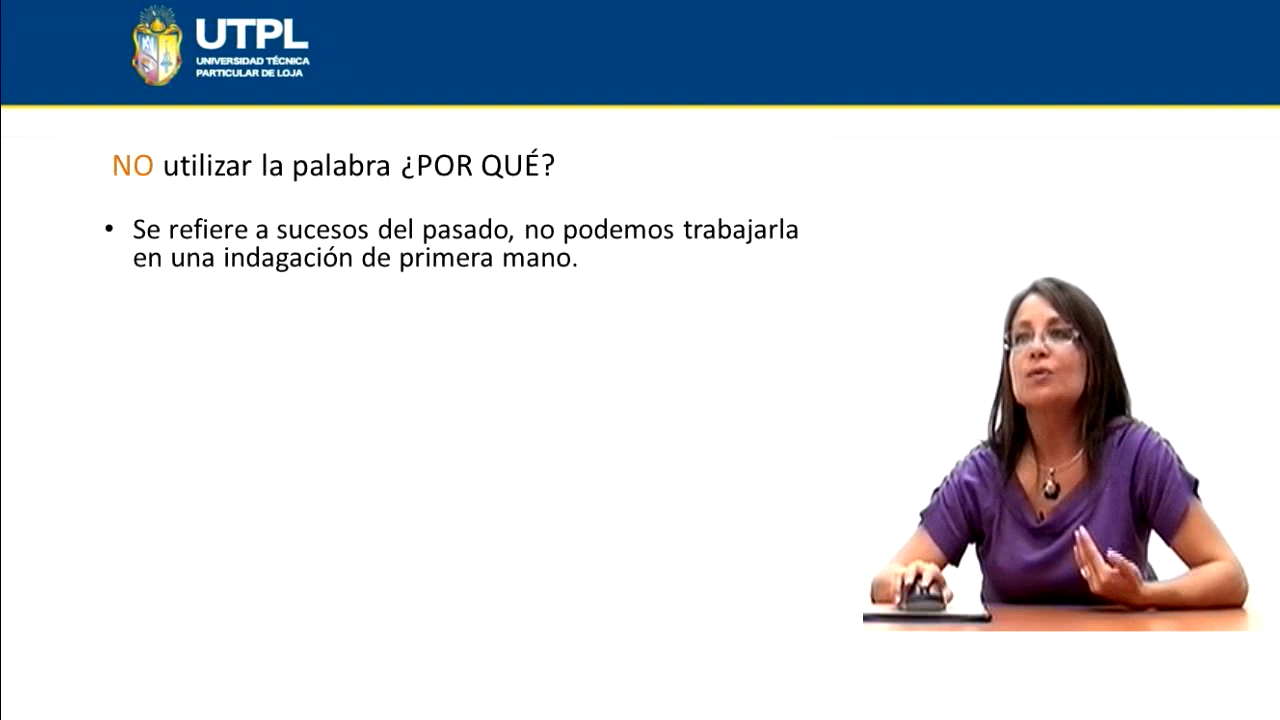 UTPL
UNIVERSIDAD TÉCNICA
PARTICULAR DE LOJA
NO utilizar la palabra ¿POR QUÉ?
• Se refiere a sucesos del pasado, no podemos trabajarla
en una indagación de primera mano.